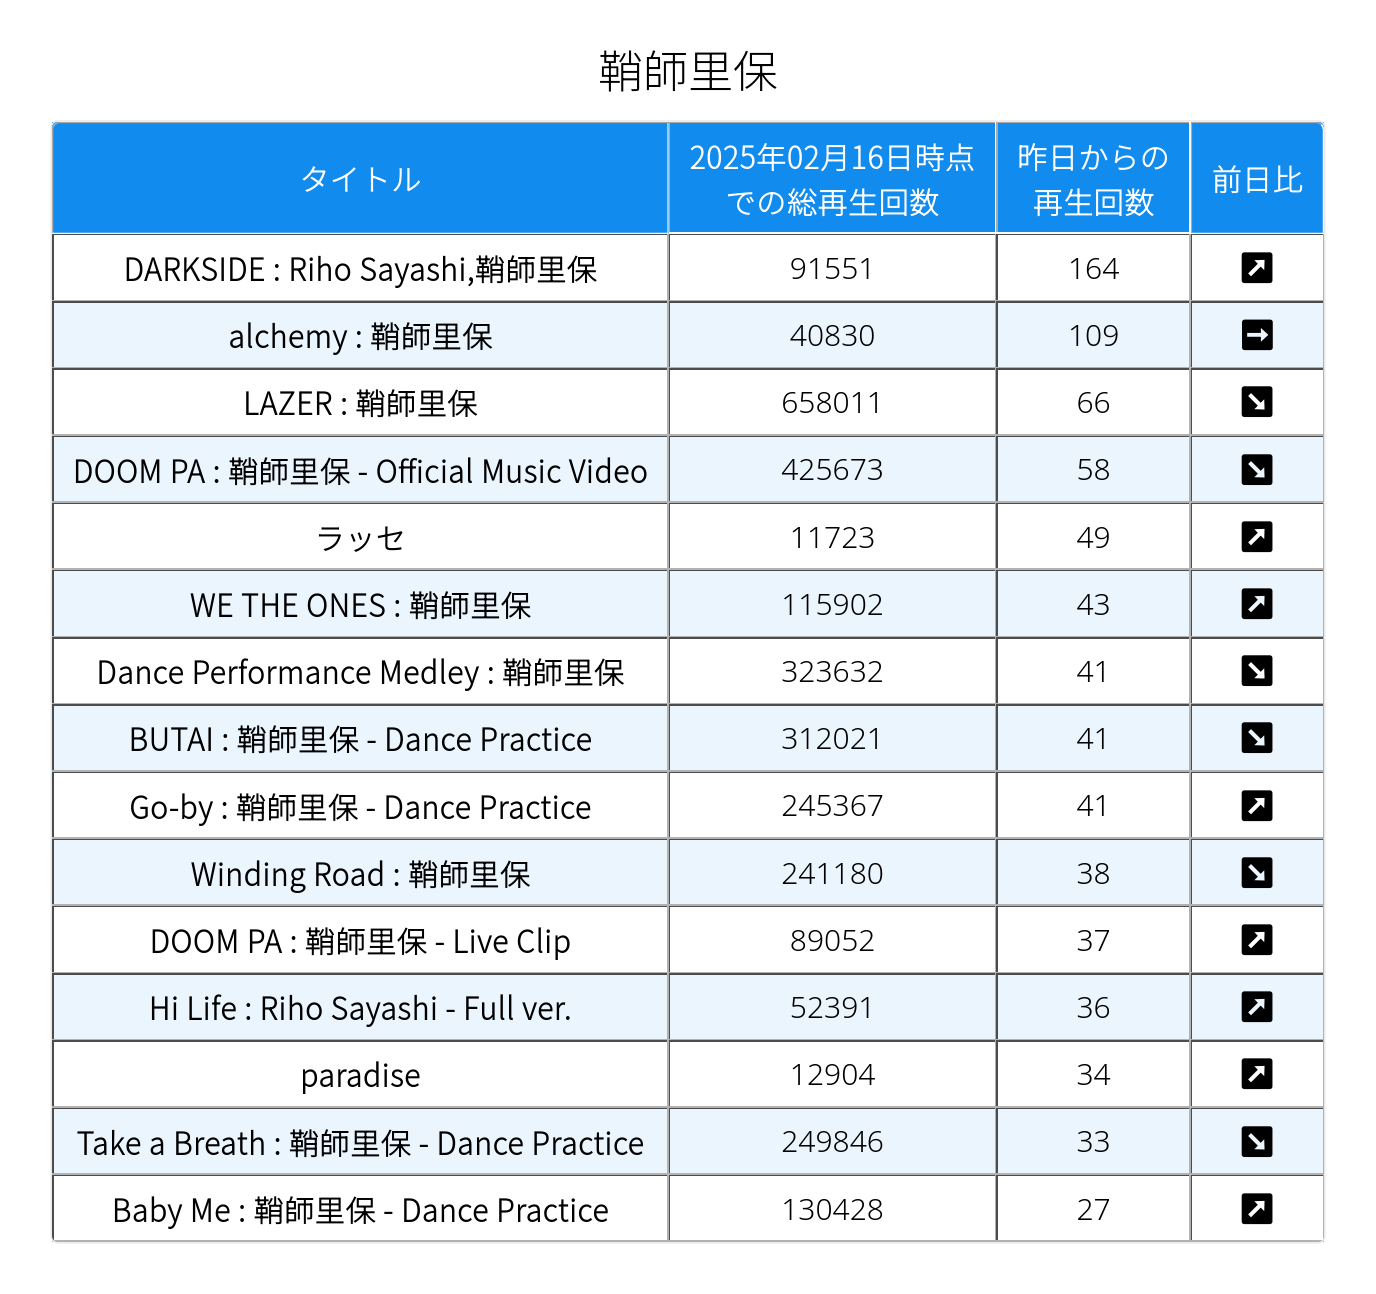 鞘師里保
タイトル
2025年02月16日時点
での総再生回数
昨日からの
再生回数
前日比
DARKSIDE : Riho Sayashi,鞘師里保 91551 164 ↗
alchemy : 鞘師里保 40830 109 →
LAZER : 鞘師里保 658011 66 ↘
DOOM PA : 鞘師里保 - Official Music Video 425673 58 ↘
ラッセ 11723 49 ↗
WE THE ONES : 鞘師里保 115902 43 ↗
Dance Performance Medley : 鞘師里保 323632 41 ↘
BUTAI : 鞘師里保 - Dance Practice 312021 41 ↘
Go-by : 鞘師里保 - Dance Practice 245367 41 ↗
Winding Road : 鞘師里保 241180 38 ↘
DOOM PA : 鞘師里保 - Live Clip 89052 37 ↗
Hi Life : Riho Sayashi - Full ver. 52391 36 ↗
paradise 12904 34 ↗
Take a Breath : 鞘師里保 - Dance Practice 249846 33 ↘
Baby Me : 鞘師里保 - Dance Practice 130428 27 ↗